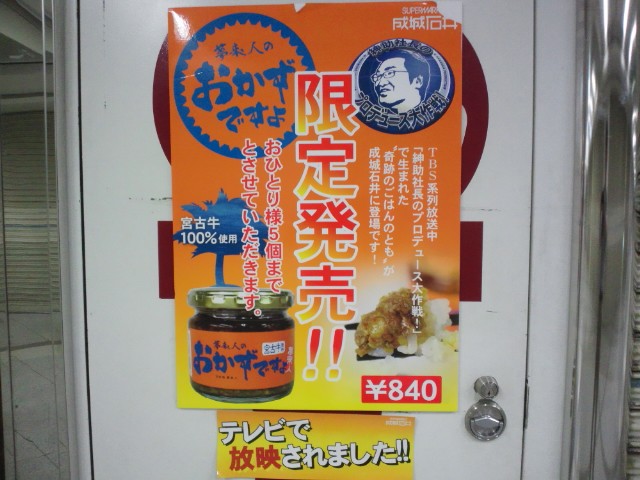 SUPERMAR
成城石井
芸*人の
おかず
ですよ
紳助社長の
プロデュース大作戦!
限定発売!!
おひとり様5個まで
とさせていただきます。
TBS系列放送中
「紳助社長のプロデュース大作戦!」
で生まれた
"奇跡のごはんのとも"が
成城石井に登場です!
宮古牛
100%使用
おかずですよ
宮古牛
¥840
テレビで
放映されました!!